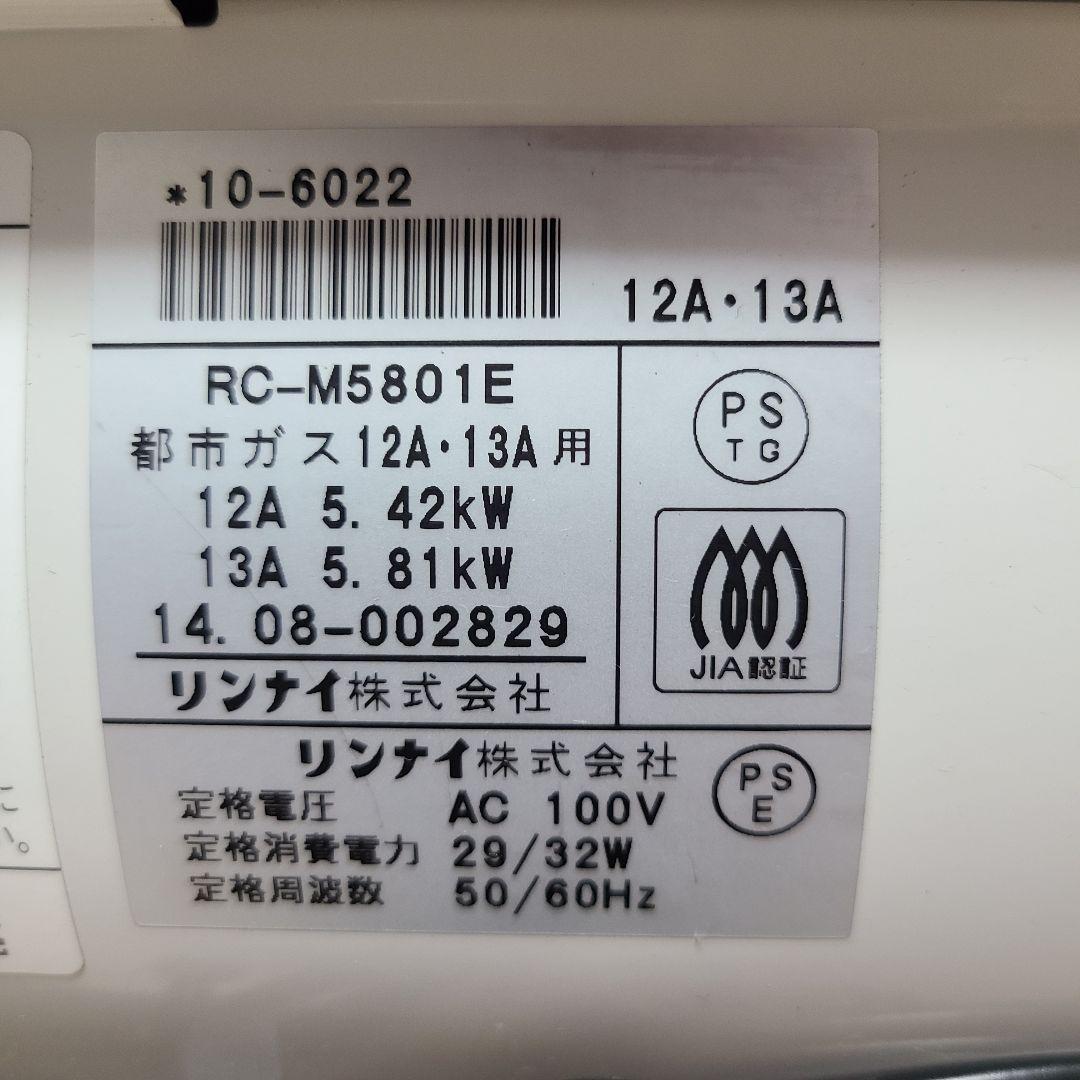 *10-6022
12A・13A
RC-M5801E
都市ガス12A・13A用
12A 5.42kW
13A 5.81kW
14.08-002829
リンナイ株式会社
PS
TG
JIA認証
リンナイ株式会社
定格電圧 AC 100V
定格消費電力 29/32W
定格周波数 50/60Hz
PS
E
に
い。